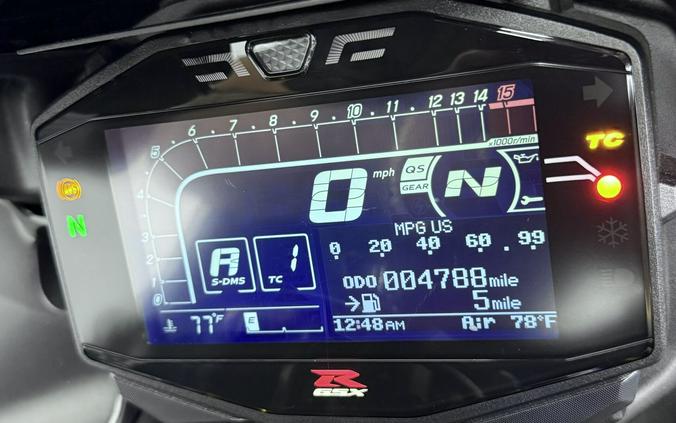 5 6 7 8 9 10 11 12 13 14 15
x1000r/min
4
3
2
1
0
ABS
N
TC
0 mph
QS
GEAR
N
A
S-DMS
TC 1
MPG US
0 20 40 60 . 99
ODO 004788 mile
5 mile
77°F
E
12:48 AM
Air 78°F
R
GSX